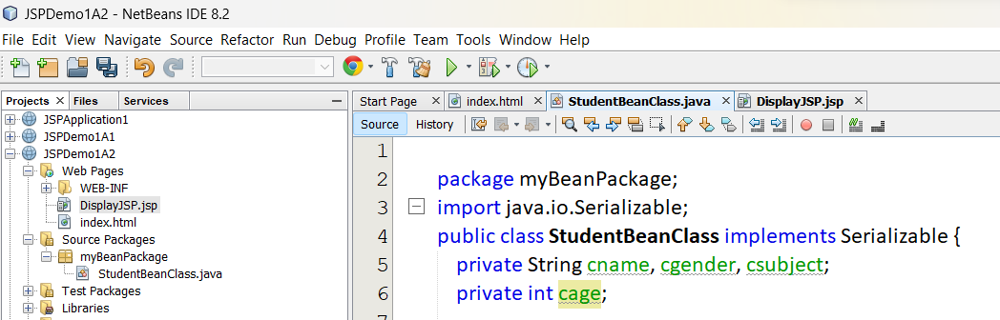 JSPDemo1A2 - NetBeans IDE 8.2
File Edit View Navigate Source Refactor Run Debug Profile Team Tools Window Help
Projects Files Services
JSPApplication1
JSPDemo1A1
JSPDemo1A2
Web Pages
WEB-INF
DisplayJSP.jsp
index.html
Source Packages
myBeanPackage
StudentBeanClass.java
Test Packages
Libraries
Start Page index.html StudentBeanClass.java DisplayJSP.jsp
Source History
1
2 package myBeanPackage;
3 import java.io.Serializable;
4 public class StudentBeanClass implements Serializable {
5 private String cname, cgender, csubject;
6 private int cage;